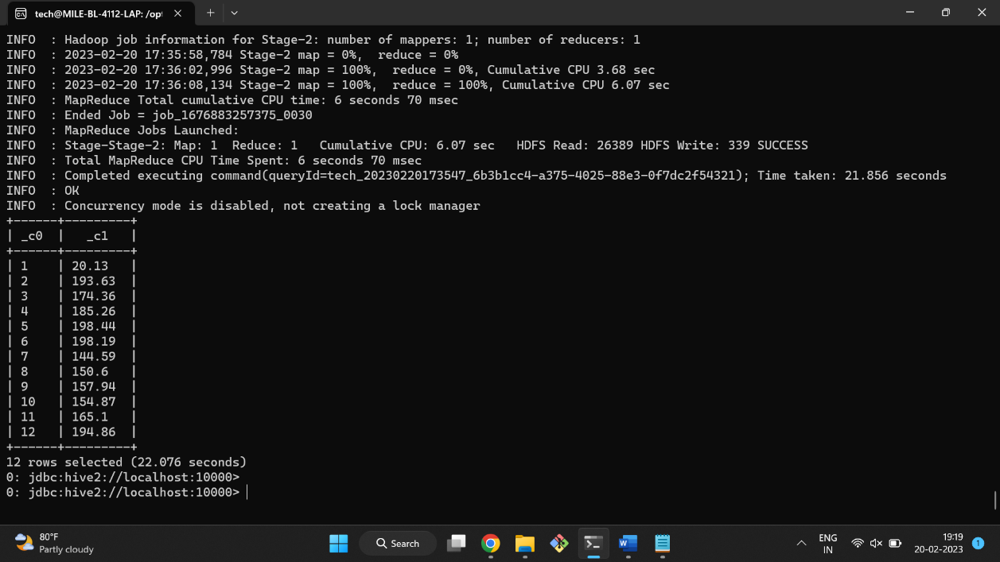 tech@MILE-BL-4112-LAP: /op
INFO  : Hadoop job information for Stage-2: number of mappers: 1; number of reducers: 1
INFO  : 2023-02-20 17:35:58,784 Stage-2 map = 0%,  reduce = 0%
INFO  : 2023-02-20 17:36:02,996 Stage-2 map = 100%,  reduce = 0%, Cumulative CPU 3.68 sec
INFO  : 2023-02-20 17:36:08,134 Stage-2 map = 100%,  reduce = 100%, Cumulative CPU 6.07 sec
INFO  : MapReduce Total cumulative CPU time: 6 seconds 70 msec
INFO  : Ended Job = job_1676883257375_0030
INFO  : MapReduce Jobs Launched:
INFO  : Stage-Stage-2: Map: 1  Reduce: 1   Cumulative CPU: 6.07 sec   HDFS Read: 26389 HDFS Write: 339 SUCCESS
INFO  : Total MapReduce CPU Time Spent: 6 seconds 70 msec
INFO  : Completed executing command(queryId=tech_20230220173547_6b3b1cc4-a375-4025-88e3-0f7dc2f54321); Time taken: 21.856 seconds
INFO  : OK
INFO  : Concurrency mode is disabled, not creating a lock manager
+------+---------+
| _c0  |   _c1   |
+------+---------+
| 1    | 20.13   |
| 2    | 193.63  |
| 3    | 174.36  |
| 4    | 185.26  |
| 5    | 198.44  |
| 6    | 198.19  |
| 7    | 144.59  |
| 8    | 150.6   |
| 9    | 157.94  |
| 10   | 154.87  |
| 11   | 165.1   |
| 12   | 194.86  |
+------+---------+
12 rows selected (22.076 seconds)
0: jdbc:hive2://localhost:10000>
0: jdbc:hive2://localhost:10000>
80°F
Partly cloudy
Search
ENG
IN
19:19
20-02-2023
1